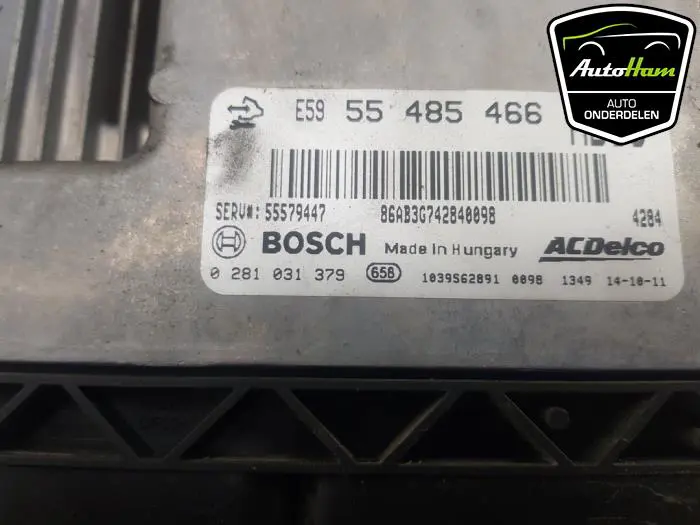 AutoHam
AUTO
ONDERDELEN
E59 55 485 466
SERV#: 55579447 86AB3G742840098 4284
BOSCH Made in Hungary ACDelco
0 281 031 379 658 1039S62891 0098 1349 14-10-11